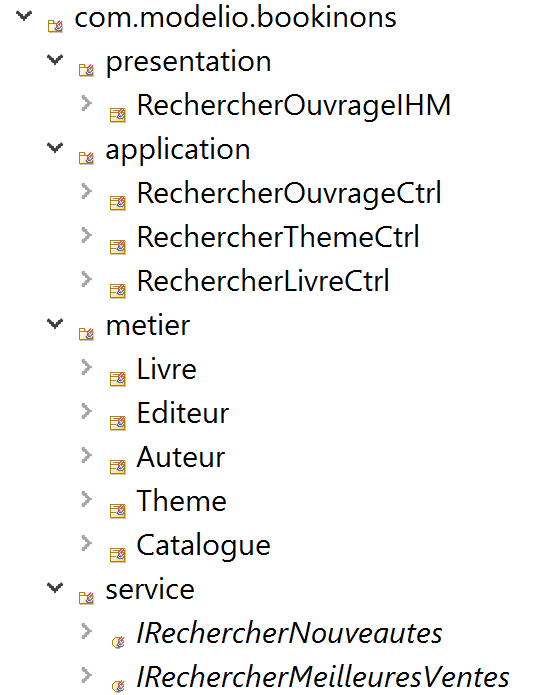 com.modelio.bookinons
presentation
RechercherOuvrageIHM
application
RechercherOuvrageCtrl
RechercherThemeCtrl
RechercherLivreCtrl
metier
Livre
Editeur
Auteur
Theme
Catalogue
service
IRechercherNouveautes
IRechercherMeilleuresVentes